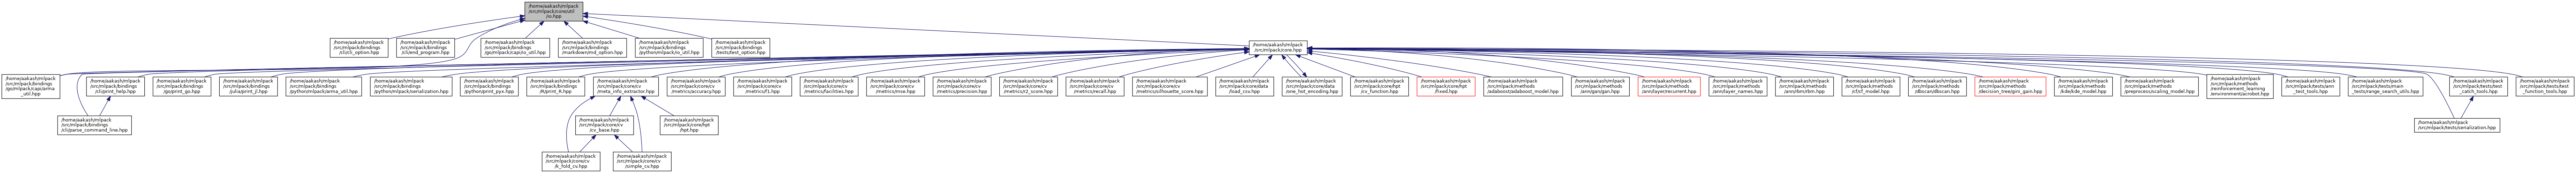 /home/aakash/mlpack
/src/mlpack/core/util
/io.hpp
/home/aakash/mlpack
/src/mlpack/bindings
/cli/cli_option.hpp
/home/aakash/mlpack
/src/mlpack/bindings
/cli/end_program.hpp
/home/aakash/mlpack
/src/mlpack/bindings
/go/mlpack/capi/io_util.hpp
/home/aakash/mlpack
/src/mlpack/bindings
/markdown/md_option.hpp
/home/aakash/mlpack
/src/mlpack/bindings
/python/mlpack/io_util.hpp
/home/aakash/mlpack
/src/mlpack/bindings
/tests/test_option.hpp
/home/aakash/mlpack
/src/mlpack/core.hpp
/home/aakash/mlpack
/src/mlpack/bindings
/go/mlpack/capi/arma
_util.hpp
/home/aakash/mlpack
/src/mlpack/bindings
/cli/print_help.hpp
/home/aakash/mlpack
/src/mlpack/bindings
/go/print_go.hpp
/home/aakash/mlpack
/src/mlpack/bindings
/julia/print_jl.hpp
/home/aakash/mlpack
/src/mlpack/bindings
/python/mlpack/arma_util.hpp
/home/aakash/mlpack
/src/mlpack/bindings
/python/mlpack/serialization.hpp
/home/aakash/mlpack
/src/mlpack/bindings
/python/print_pyx.hpp
/home/aakash/mlpack
/src/mlpack/bindings
/R/print_R.hpp
/home/aakash/mlpack
/src/mlpack/core/cv
/meta_info_extractor.hpp
/home/aakash/mlpack
/src/mlpack/core/cv
/metrics/accuracy.hpp
/home/aakash/mlpack
/src/mlpack/core/cv
/metrics/f1.hpp
/home/aakash/mlpack
/src/mlpack/core/cv
/metrics/facilities.hpp
/home/aakash/mlpack
/src/mlpack/core/cv
/metrics/mse.hpp
/home/aakash/mlpack
/src/mlpack/core/cv
/metrics/precision.hpp
/home/aakash/mlpack
/src/mlpack/core/cv
/metrics/r2_score.hpp
/home/aakash/mlpack
/src/mlpack/core/cv
/metrics/recall.hpp
/home/aakash/mlpack
/src/mlpack/core/cv
/metrics/silhouette_score.hpp
/home/aakash/mlpack
/src/mlpack/core/data
/load_csv.hpp
/home/aakash/mlpack
/src/mlpack/core/data
/one_hot_encoding.hpp
/home/aakash/mlpack
/src/mlpack/core/hpt
/cv_function.hpp
/home/aakash/mlpack
/src/mlpack/core/hpt
/fixed.hpp
/home/aakash/mlpack
/src/mlpack/methods
/adaboost/adaboost_model.hpp
/home/aakash/mlpack
/src/mlpack/methods
/ann/gan/gan.hpp
/home/aakash/mlpack
/src/mlpack/methods
/ann/layer/recurrent.hpp
/home/aakash/mlpack
/src/mlpack/methods
/ann/layer_names.hpp
/home/aakash/mlpack
/src/mlpack/methods
/ann/rbm/rbm.hpp
/home/aakash/mlpack
/src/mlpack/methods
/cf/cf_model.hpp
/home/aakash/mlpack
/src/mlpack/methods
/dbscan/dbscan.hpp
/home/aakash/mlpack
/src/mlpack/methods
/decision_tree/gini_gain.hpp
/home/aakash/mlpack
/src/mlpack/methods
/kde/kde_model.hpp
/home/aakash/mlpack
/src/mlpack/methods
/preprocess/scaling_model.hpp
/home/aakash/mlpack
/src/mlpack/methods
/reinforcement_learning
/environment/acrobot.hpp
/home/aakash/mlpack
/src/mlpack/tests/ann
_test_tools.hpp
/home/aakash/mlpack
/src/mlpack/tests/main
_tests/range_search_utils.hpp
/home/aakash/mlpack
/src/mlpack/tests/test
_catch_tools.hpp
/home/aakash/mlpack
/src/mlpack/tests/test
_function_tools.hpp
/home/aakash/mlpack
/src/mlpack/bindings
/cli/parse_command_line.hpp
/home/aakash/mlpack
/src/mlpack/core/cv
/cv_base.hpp
/home/aakash/mlpack
/src/mlpack/core/hpt
/hpt.hpp
/home/aakash/mlpack
/src/mlpack/tests/serialization.hpp
/home/aakash/mlpack
/src/mlpack/core/cv
/k_fold_cv.hpp
/home/aakash/mlpack
/src/mlpack/core/cv
/simple_cv.hpp